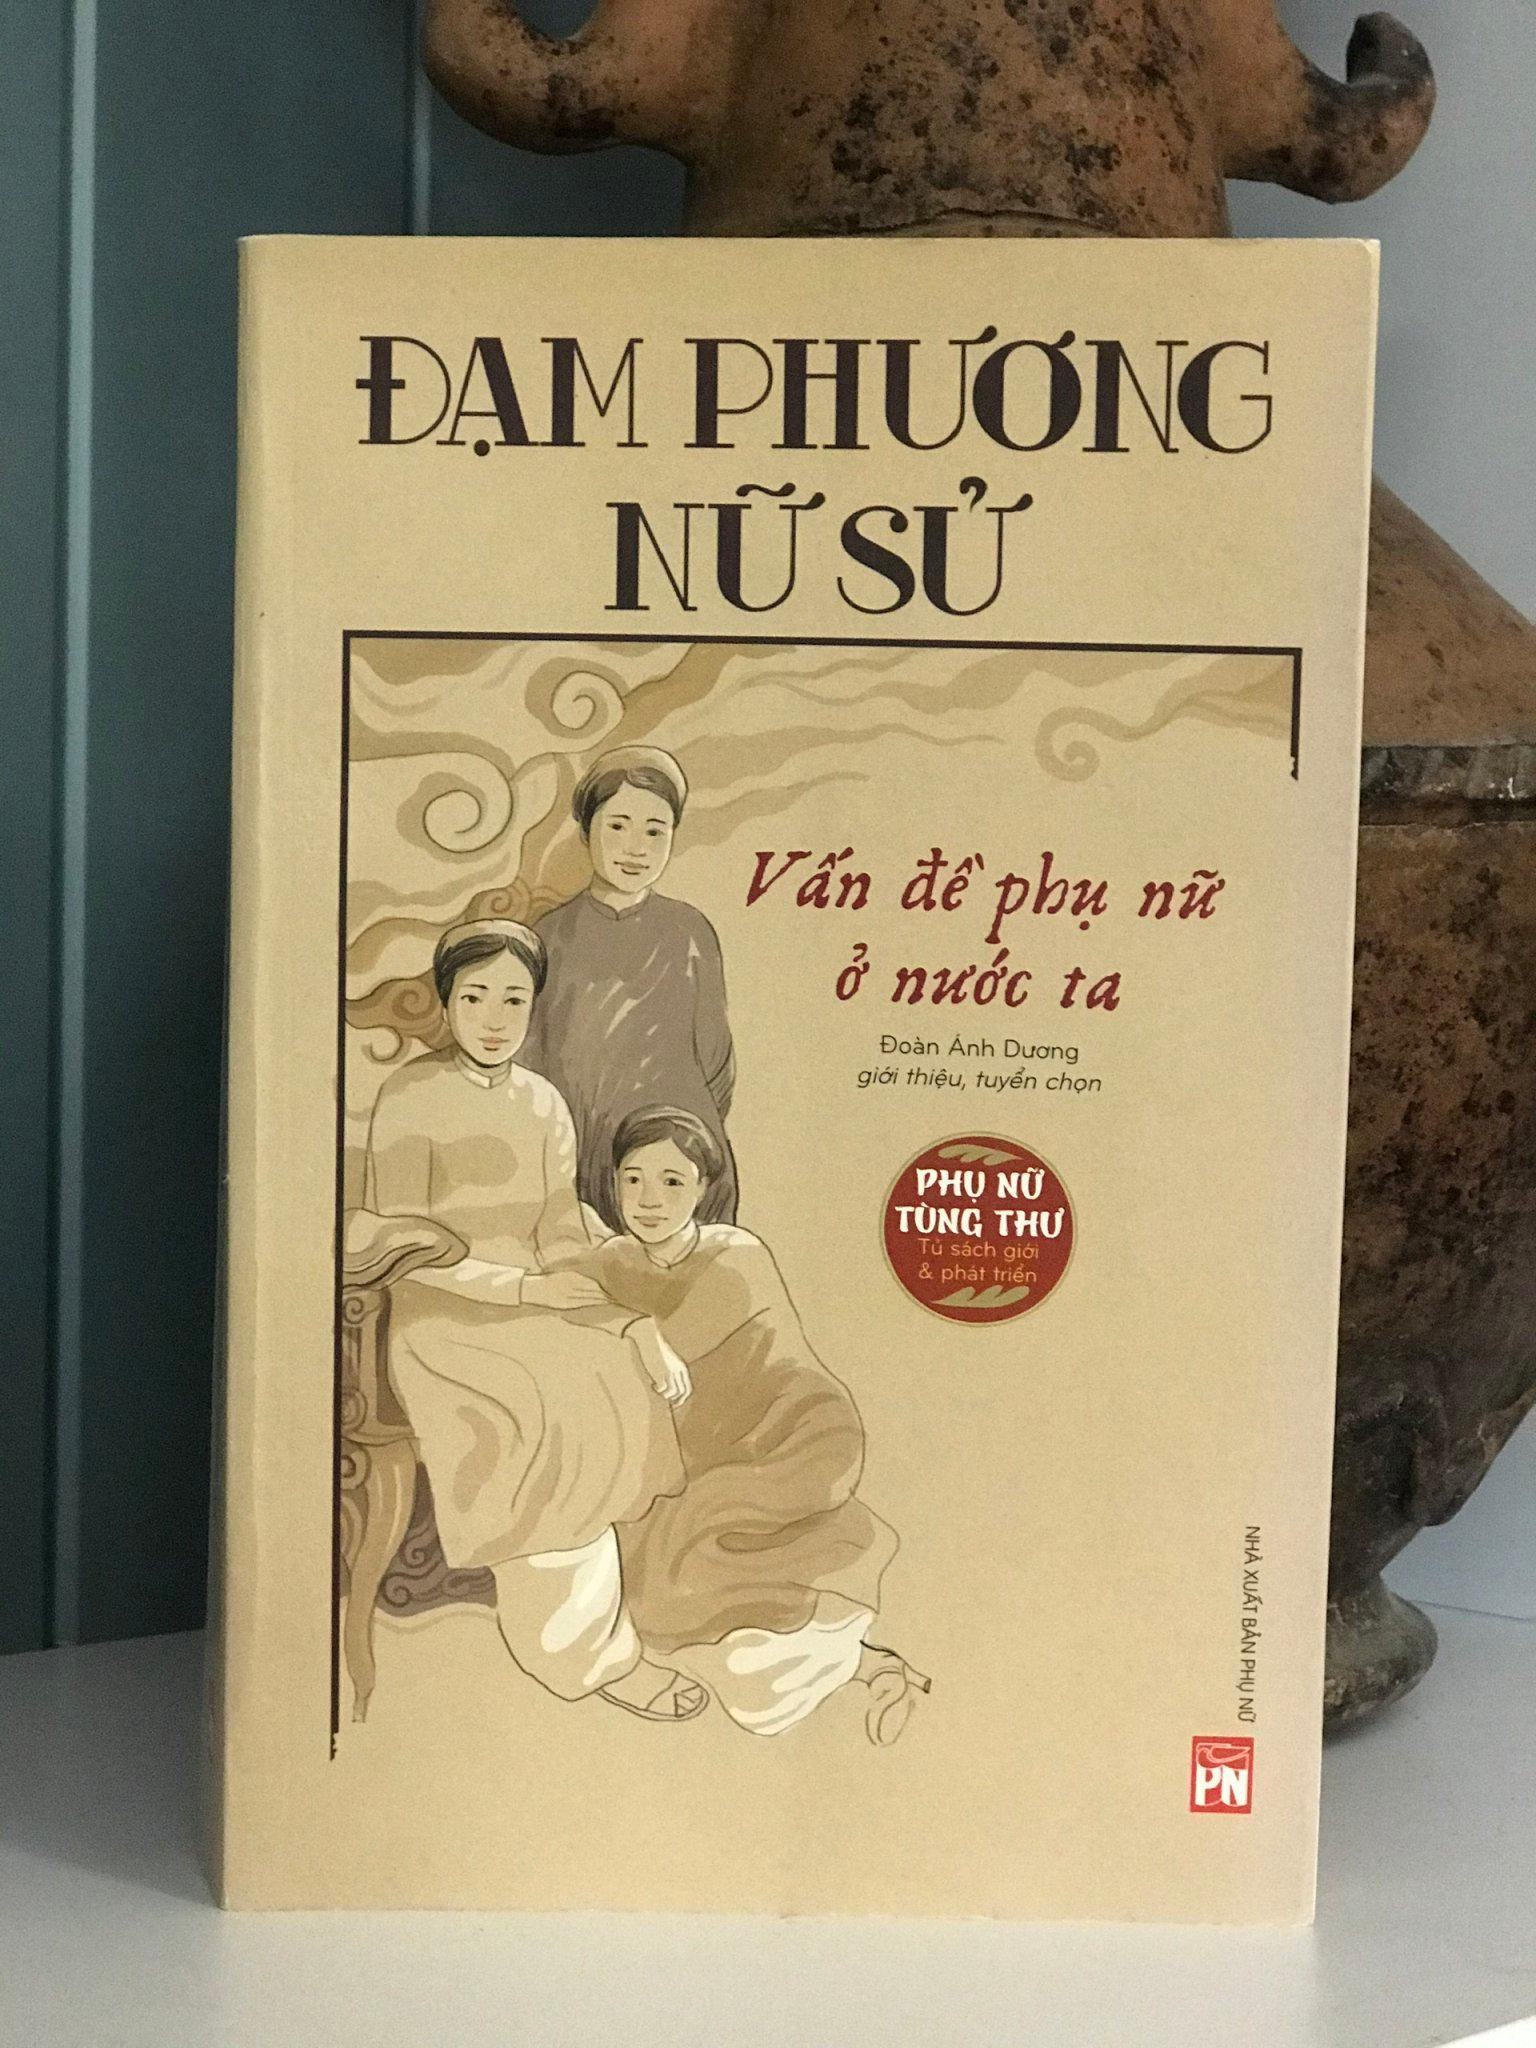 ĐẠM PHƯƠNG
NỮ SỬ
Vấn đề phụ nữ
ở nước ta
Đoàn Ánh Dương
giới thiệu, tuyển chọn
PHỤ NỮ
TÙNG THƯ
Tủ sách giới
& phát triển
NHÀ XUẤT BẢN PHỤ NỮ
PN